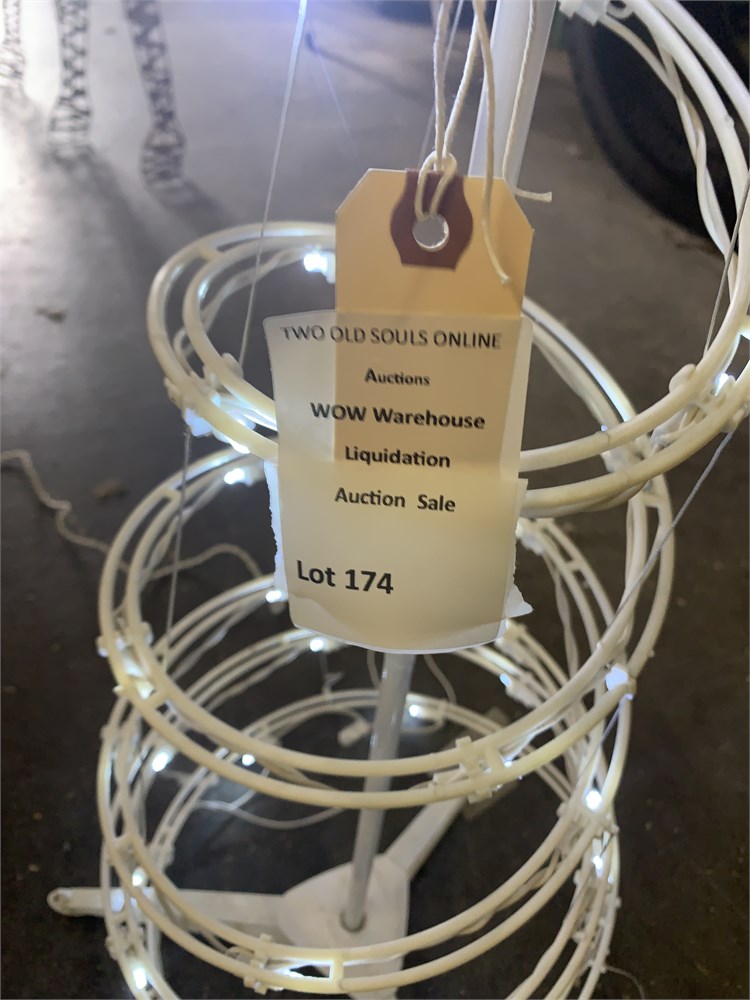 TWO OLD SOULS ONLINE
Auctions
WOW Warehouse
Liquidation
Auction Sale
Lot 174